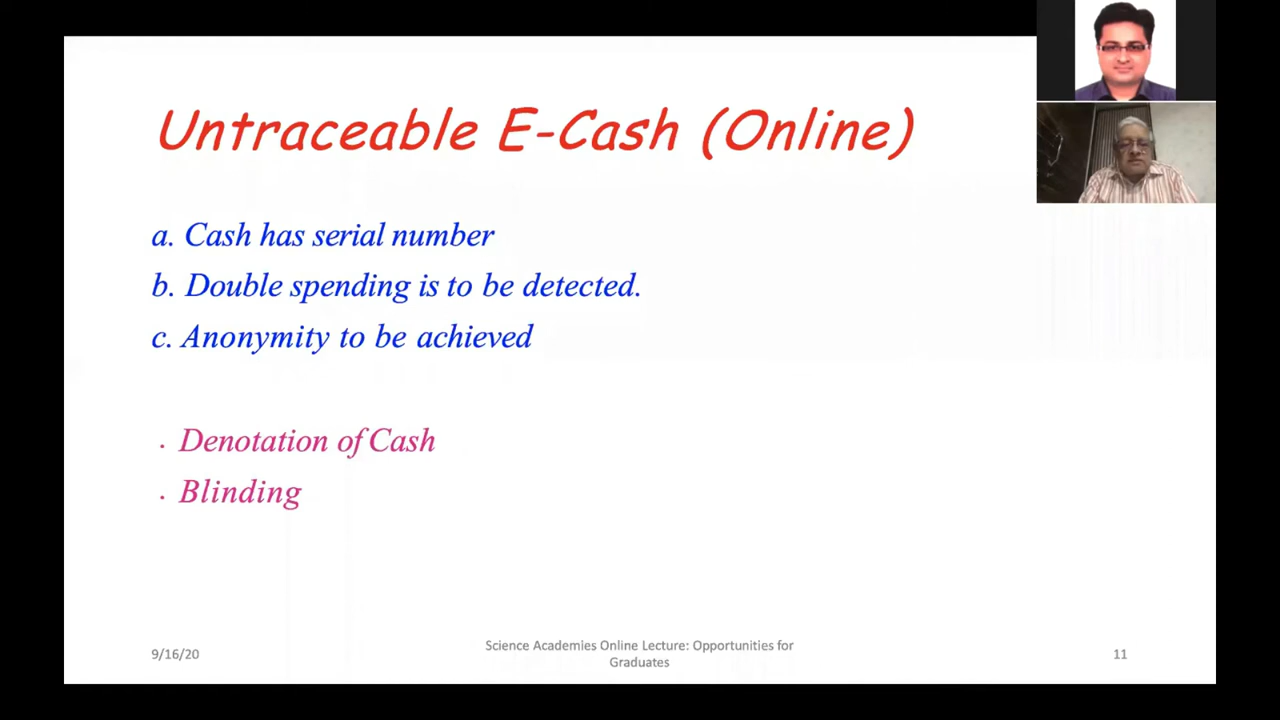 Untraceable E-Cash (Online)
a. Cash has serial number
b. Double spending is to be detected.
c. Anonymity to be achieved
· Denotation of Cash
· Blinding
9/16/20
Science Academies Online Lecture: Opportunities for
Graduates
11